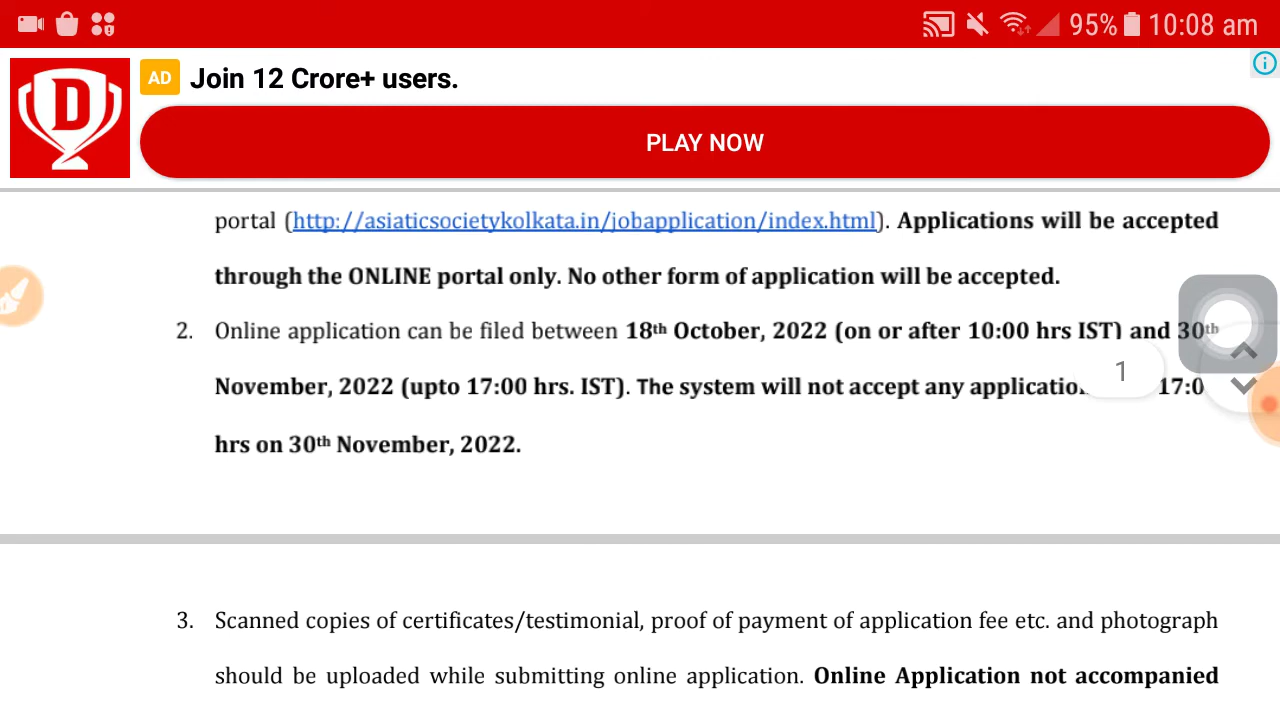 95% 10:08 am
D
AD Join 12 Crore+ users.
PLAY NOW
portal (http://asiaticsocietykolkata.in/jobapplication/index.html). Applications will be accepted
through the ONLINE portal only. No other form of application will be accepted.
2. Online application can be filed between 18th October, 2022 (on or after 10:00 hrs IST) and 30th
November, 2022 (upto 17:00 hrs. IST). The system will not accept any 17:0
1
hrs on 30th November, 2022.
3. Scanned copies of certificates/testimonial, proof of payment of application fee etc. and photograph
should be uploaded while submitting online application. Online Application not accompanied